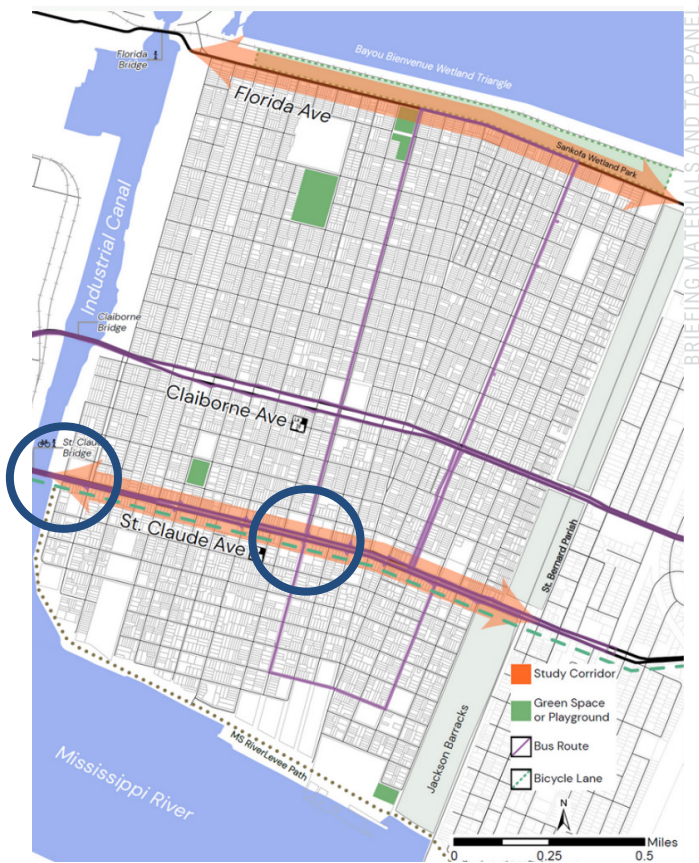 BRIEFING MATERIALS AND TAP PANEL
Florida
Bridge
Bayou Bienvenue Wetland Triangle
Florida Ave
Sankofa Wetland Park
Industrial Canal
Claiborne
Bridge
Claiborne Ave
St. Claude
Bridge
St. Claude Ave
St. Bernard Parish
Study Corridor
Green Space
or Playground
Bus Route
Bicycle Lane
Jackson Barracks
MS RiverLevee Path
Mississippi River
N
Miles
0
0.25
0.5